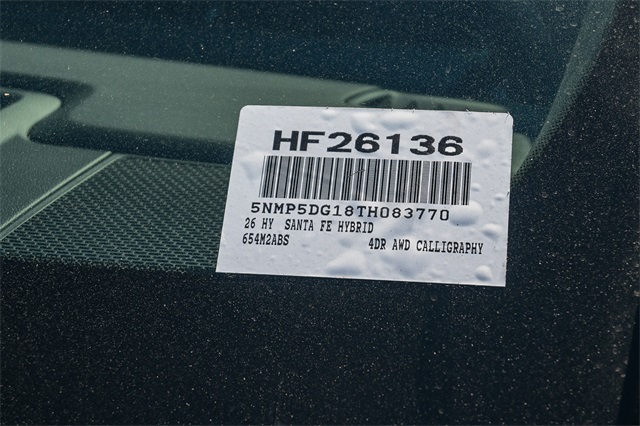 HF26136
5NMP5DG18TH083770
26 HY SANTA FE HYBRID
654M2ABS 4DR AWD CALLIGRAPHY